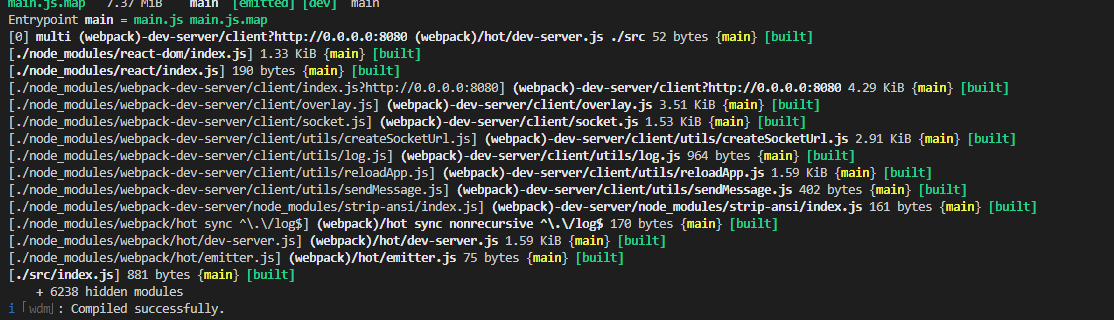 main.js.map   7.37 MiB    main  [emitted] [dev]  main
Entrypoint main = main.js main.js.map
[0] multi (webpack)-dev-server/client?http://0.0.0.0:8080 (webpack)/hot/dev-server.js ./src 52 bytes {main} [built]
[./node_modules/react-dom/index.js] 1.33 KiB {main} [built]
[./node_modules/react/index.js] 190 bytes {main} [built]
[./node_modules/webpack-dev-server/client/index.js?http://0.0.0.0:8080] (webpack)-dev-server/client?http://0.0.0.0:8080 4.29 KiB {main} [built]
[./node_modules/webpack-dev-server/client/overlay.js] (webpack)-dev-server/client/overlay.js 3.51 KiB {main} [built]
[./node_modules/webpack-dev-server/client/socket.js] (webpack)-dev-server/client/socket.js 1.53 KiB {main} [built]
[./node_modules/webpack-dev-server/client/utils/createSocketUrl.js] (webpack)-dev-server/client/utils/createSocketUrl.js 2.91 KiB {main} [built]
[./node_modules/webpack-dev-server/client/utils/log.js] (webpack)-dev-server/client/utils/log.js 964 bytes {main} [built]
[./node_modules/webpack-dev-server/client/utils/reloadApp.js] (webpack)-dev-server/client/utils/reloadApp.js 1.59 KiB {main} [built]
[./node_modules/webpack-dev-server/client/utils/sendMessage.js] (webpack)-dev-server/client/utils/sendMessage.js 402 bytes {main} [built]
[./node_modules/webpack-dev-server/node_modules/strip-ansi/index.js] (webpack)-dev-server/node_modules/strip-ansi/index.js 161 bytes {main} [built]
[./node_modules/webpack/hot sync ^\.\/log$] (webpack)/hot sync nonrecursive ^\.\/log$ 170 bytes {main} [built]
[./node_modules/webpack/hot/dev-server.js] (webpack)/hot/dev-server.js 1.59 KiB {main} [built]
[./node_modules/webpack/hot/emitter.js] (webpack)/hot/emitter.js 75 bytes {main} [built]
[./src/index.js] 881 bytes {main} [built]
    + 6238 hidden modules
i ｢wdm｣: Compiled successfully.